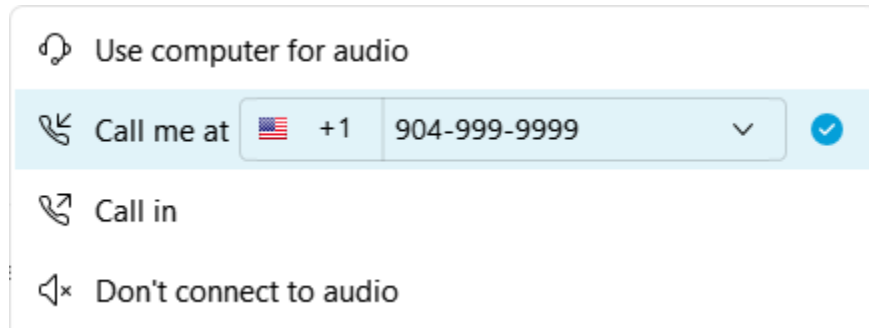 Use computer for audio
Call me at +1 904-999-9999
Call in
Don't connect to audio